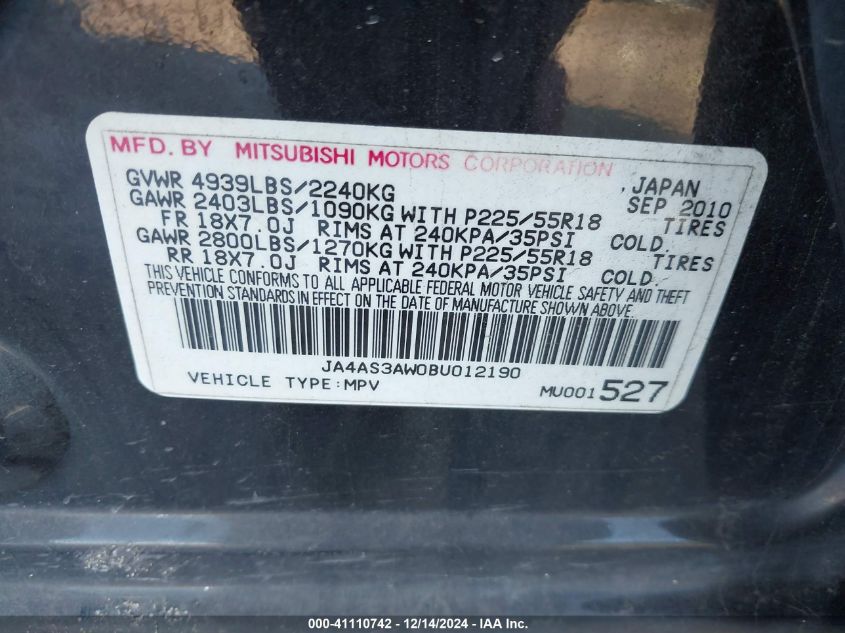 MFD. BY MITSUBISHI MOTORS CORPORATION
GVWR 4939LBS/2240KG , JAPAN
GAWR 2403LBS/1090KG WITH P225/55R18 SEP 2010
FR 18X7.0J RIMS AT 240KPA/35PSI COLD. TIRES
GAWR 2800LBS/1270KG WITH P225/55R18 TIRES
RR 18X7.0J RIMS AT 240KPA/35PSI COLD.
THIS VEHICLE CONFORMS TO ALL APPLICABLE FEDERAL MOTOR VEHICLE SAFETY AND THEFT
PREVENTION STANDARDS IN EFFECT ON THE DATE OF MANUFACTURE SHOWN ABOVE.
JA4AS3AW0BU012190
VEHICLE TYPE:MPV MU001527
000-41110742 - 12/14/2024 - IAA Inc.